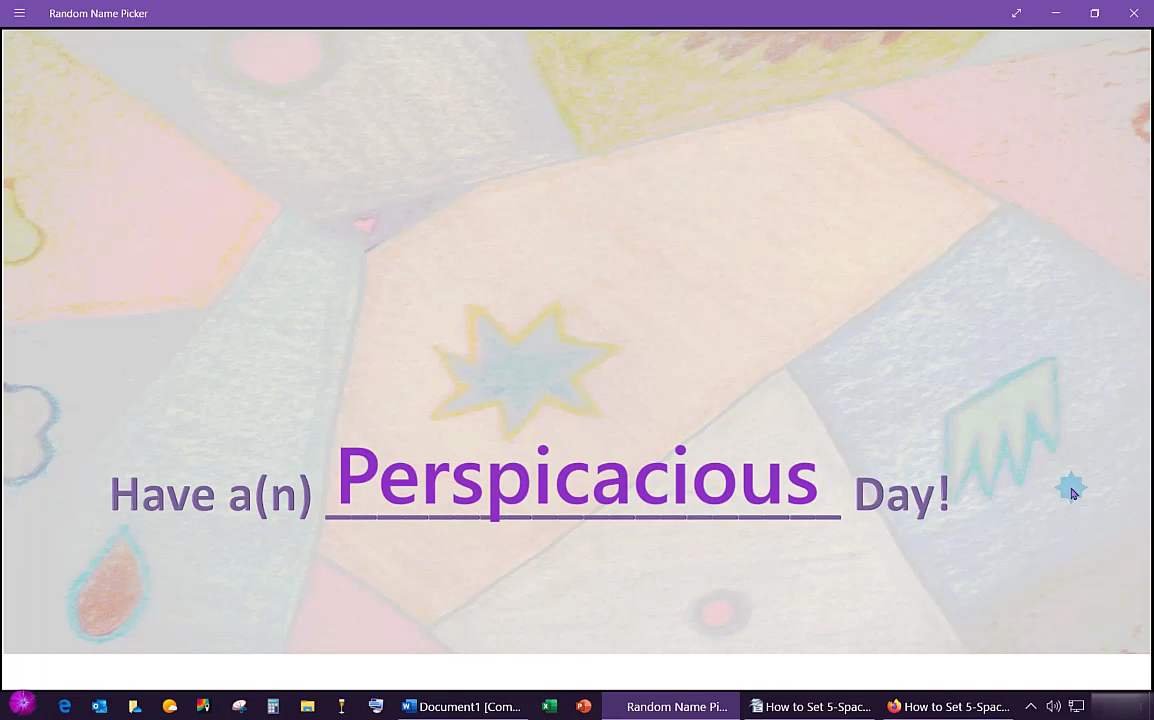 Random Name Picker
Have a(n) Perspicacious Day!
Document1 [Com...
Random Name Pi...
How to Set 5-Spac...
How to Set 5-Spac...